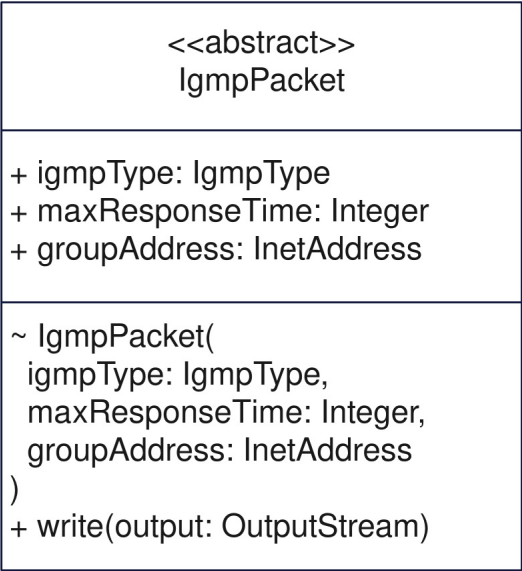 <<abstract>>
IgmpPacket
+ igmpType: IgmpType
+ maxResponseTime: Integer
+ groupAddress: InetAddress
~ IgmpPacket(
igmpType: IgmpType,
maxResponseTime: Integer,
groupAddress: InetAddress
)
+ write(output: OutputStream)